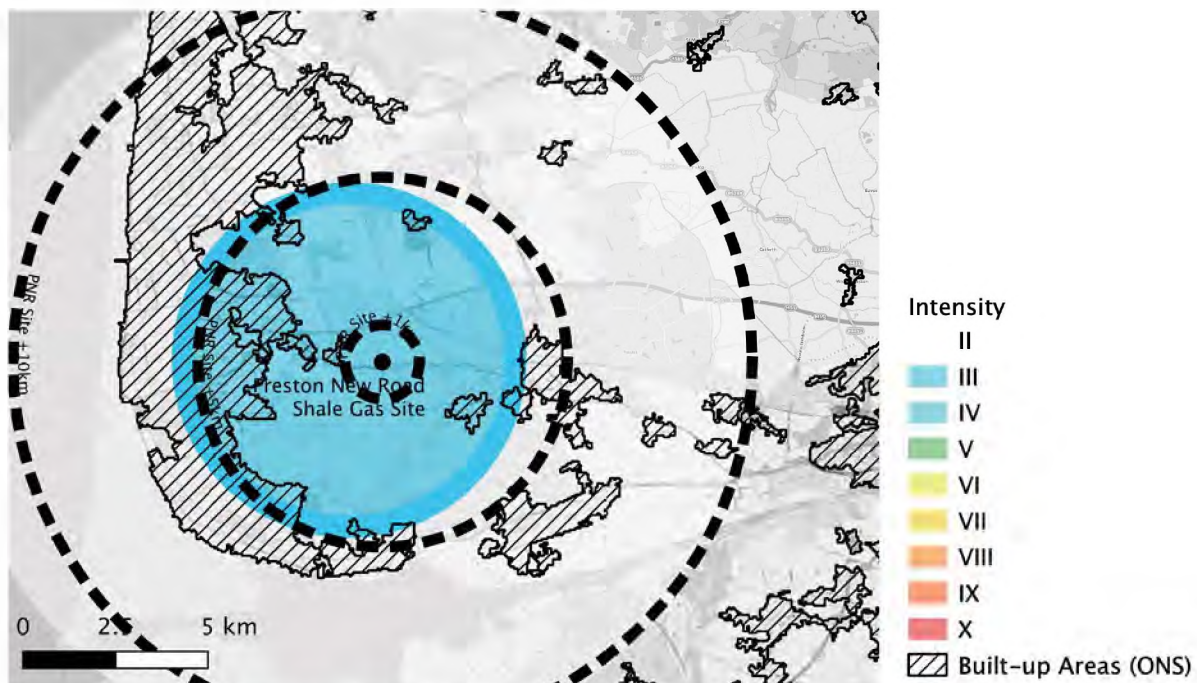 PNR Site +10km
Preston New Road
Shale Gas Site
0 2. 5 km
Intensity
II
III
IV
V
VI
VII
VIII
IX
X
Built-up Areas (ONS)